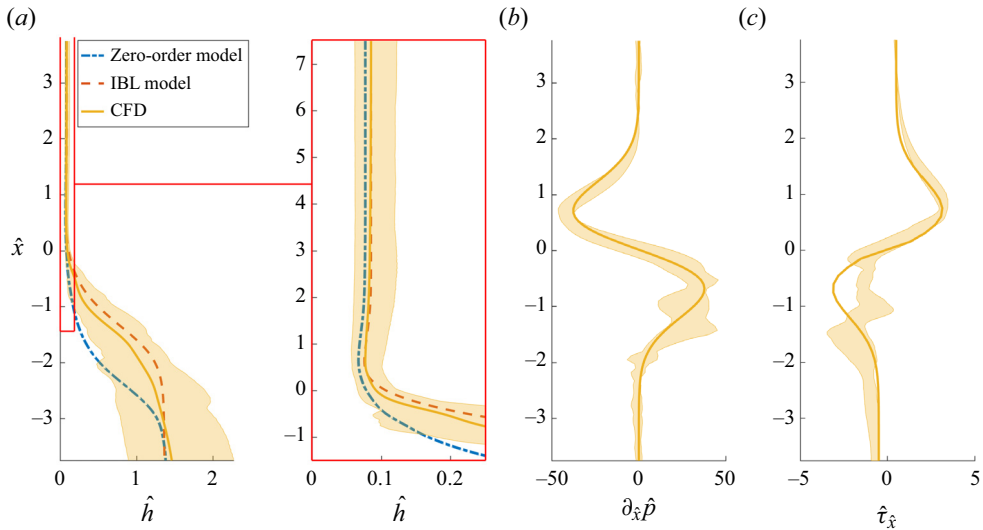 (a) (b) (c)
Zero-order model
IBL model
CFD
3
2
1
0
–1
–2
–3
x̂
0 1 2
ĥ
7
6
5
4
3
2
1
0
–1
0 0.1 0.2
ĥ
3
2
1
0
–1
–2
–3
–50 0 50
∂x̂p̂
3
2
1
0
–1
–2
–3
–5 0 5
τ̂x̂